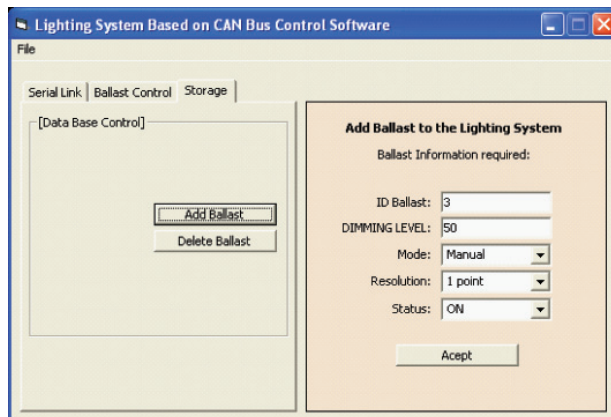 Lighting System Based on CAN Bus Control Software
File
Serial Link Ballast Control Storage
[Data Base Control]
Add Ballast
Delete Ballast
Add Ballast to the Lighting System
Ballast Information required:
ID Ballast: 3
DIMMING LEVEL: 50
Mode: Manual
Resolution: 1 point
Status: ON
Acept